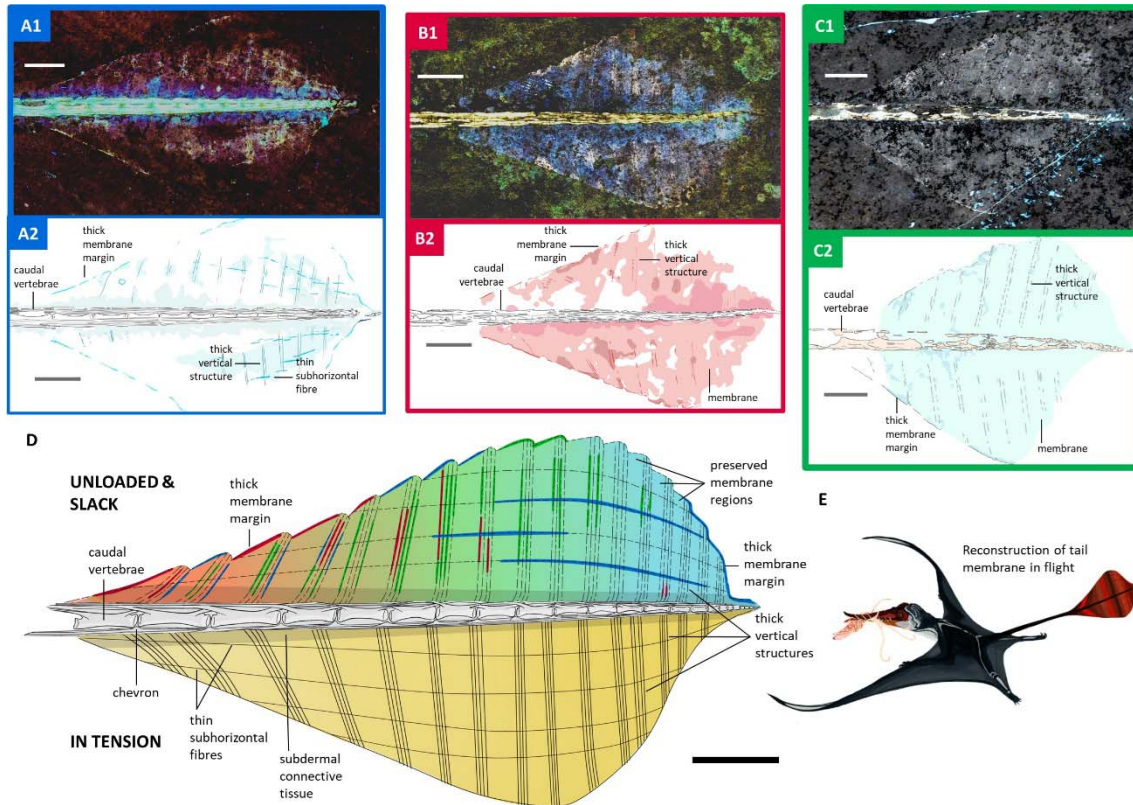 A1
B1
C1
A2
thick
membrane
margin
caudal
vertebrae
thick
vertical
structure
thin
subhorizontal
fibre
B2
thick
membrane
margin
thick
vertical
structure
caudal
vertebrae
membrane
C2
thick
vertical
structure
caudal
vertebrae
thick
membrane
margin
membrane
D
UNLOADED &
SLACK
thick
membrane
margin
caudal
vertebrae
preserved
membrane
regions
thick
membrane
margin
thick
vertical
structures
chevron
thin
subhorizontal
fibres
subdermal
connective
tissue
IN TENSION
E
Reconstruction of tail
membrane in flight